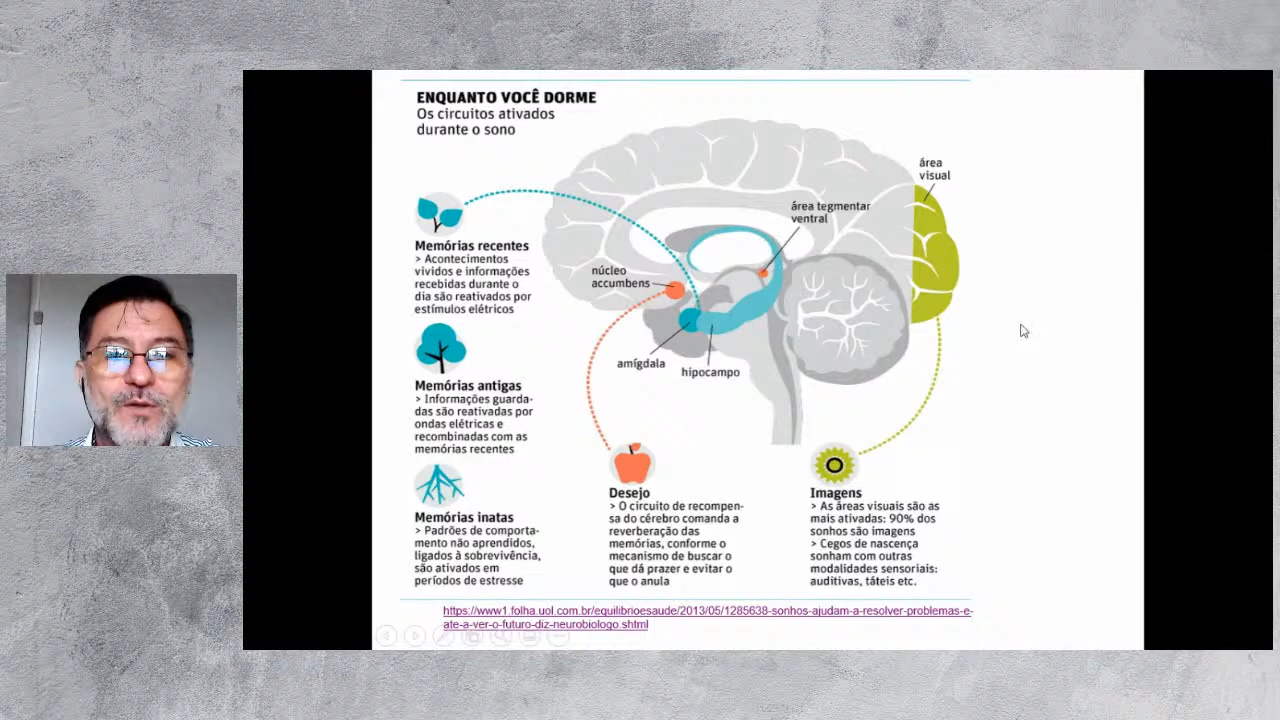 ENQUANTO VOCÊ DORME
Os circuitos ativados
durante o sono
área
visual
área tegmentar
ventral
núcleo
accumbens
amígdala
hipocampo
Memórias recentes
> Acontecimentos
vividos e informações
recebidas durante o
dia são reativados por
estímulos elétricos
Memórias antigas
> Informações guarda-
das são reativadas por
ondas elétricas e
recombinadas com as
memórias recentes
Memórias inatas
> Padrões de comporta-
mento não aprendidos,
ligados à sobrevivência,
são ativados em
períodos de estresse
Desejo
> O circuito de recompen-
sa do cérebro comanda a
reverberação das
memórias, conforme o
mecanismo de buscar o
que dá prazer e evitar o
que o anula
Imagens
> As áreas visuais são as
mais ativadas: 90% dos
sonhos são imagens
> Cegos de nascença
sonham com outras
modalidades sensoriais:
auditivas, táteis etc.
https://www1.folha.uol.com.br/equilibrioesaude/2013/05/1285638-sonhos-ajudam-a-resolver-problemas-e-
ate-a-ver-o-futuro-diz-neurobiologo.shtml